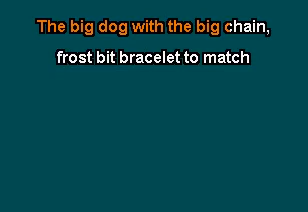 The big dog with the big chain,
frost bit bracelet to match